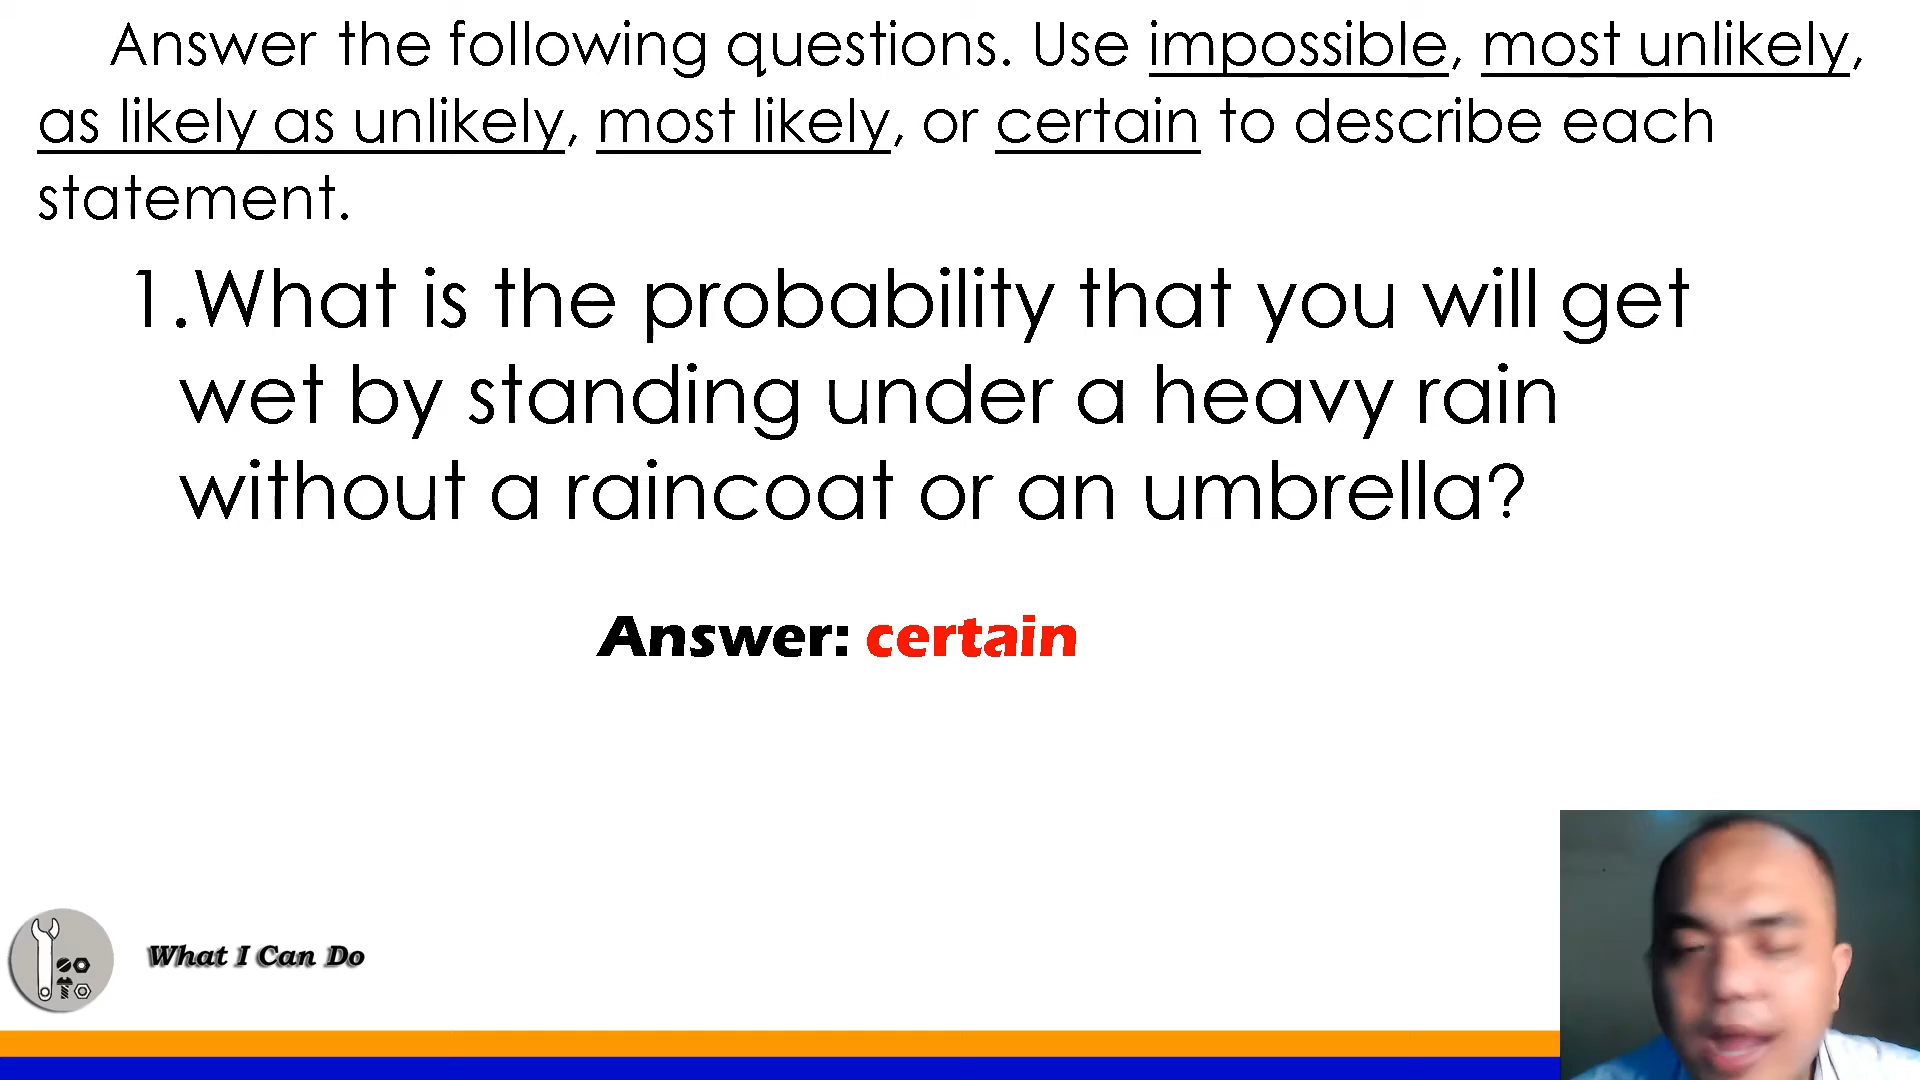 Answer the following questions. Use impossible, most unlikely,
as likely as unlikely, most likely, or certain to describe each
statement.
1.What is the probability that you will get
wet by standing under a heavy rain
without a raincoat or an umbrella?
Answer: certain
What I Can Do